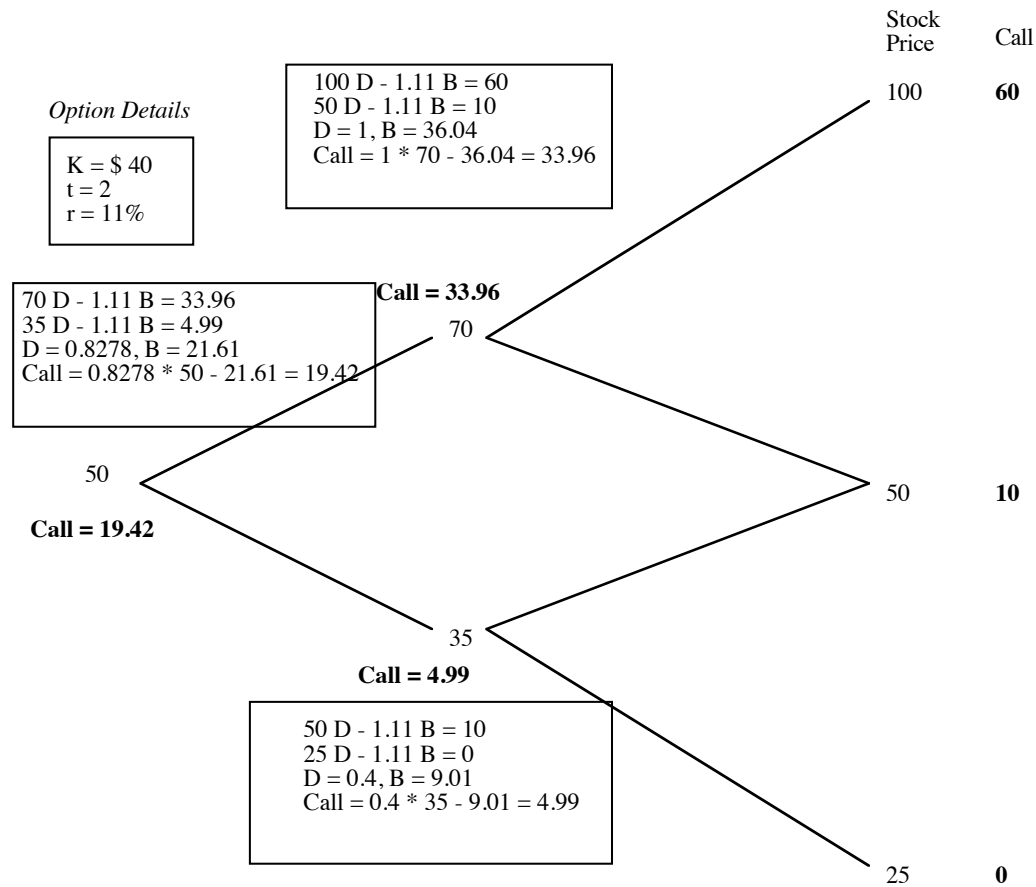 Stock
Price
Call
100 D - 1.11 B = 60
50 D - 1.11 B = 10
D = 1, B = 36.04
Call = 1 * 70 - 36.04 = 33.96
100
60
Option Details
K = $ 40
t = 2
r = 11%
70 D - 1.11 B = 33.96
35 D - 1.11 B = 4.99
D = 0.8278, B = 21.61
Call = 0.8278 * 50 - 21.61 = 19.42
Call = 33.96
70
50
Call = 19.42
50
10
35
Call = 4.99
50 D - 1.11 B = 10
25 D - 1.11 B = 0
D = 0.4, B = 9.01
Call = 0.4 * 35 - 9.01 = 4.99
25
0